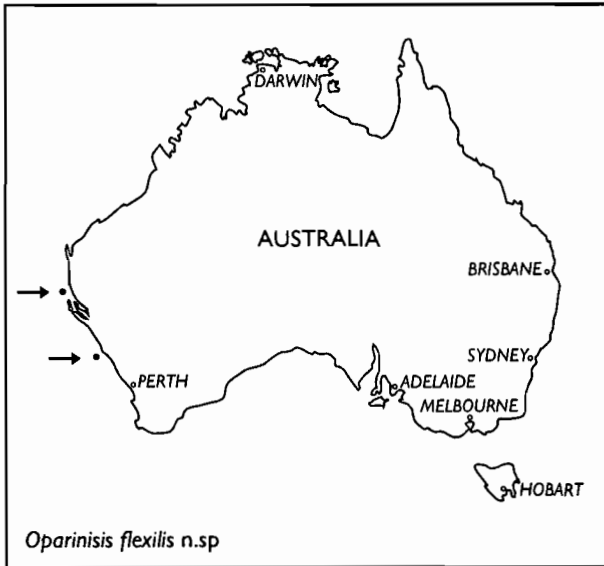 DARWIN
AUSTRALIA
BRISBANE
SYDNEY
PERTH
ADELAIDE
MELBOURNE
HOBART
Oparinisis flexilis n.sp